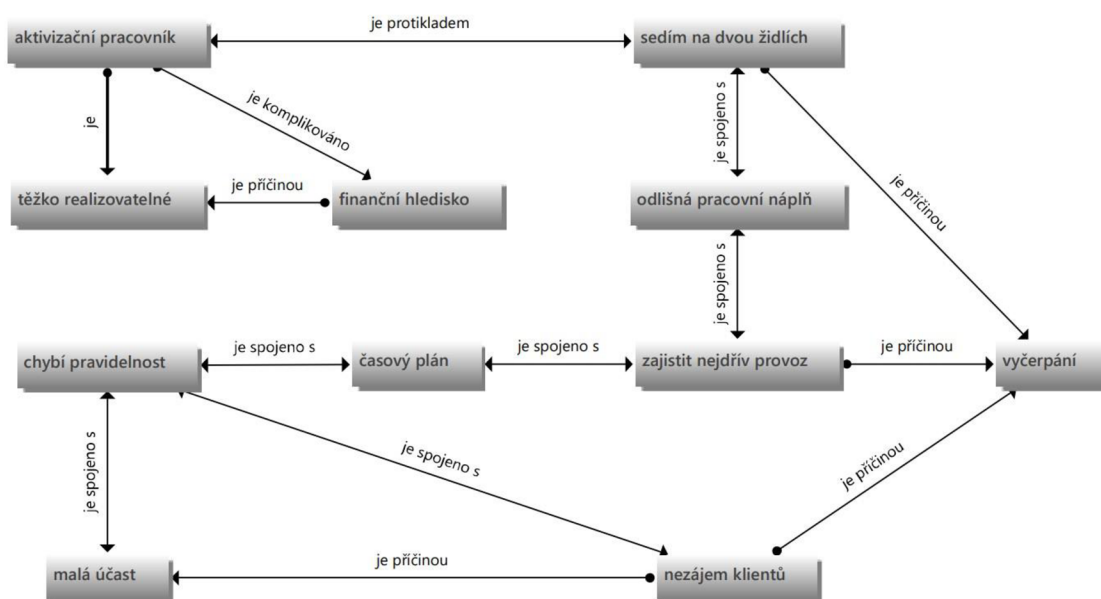 je protikladem
aktivizační pracovník
sedím na dvou židlích
je
je komplikováno
je spojeno s
je příčinou
těžko realizovatelné
je příčinou
finanční hledisko
odlišná pracovní náplň
je spojeno s
chybí pravidelnost
je spojeno s
časový plán
je spojeno s
zajistit nejdřív provoz
je příčinou
vyčerpání
je spojeno s
je spojeno s
je příčinou
malá účast
je příčinou
nezájem klientů